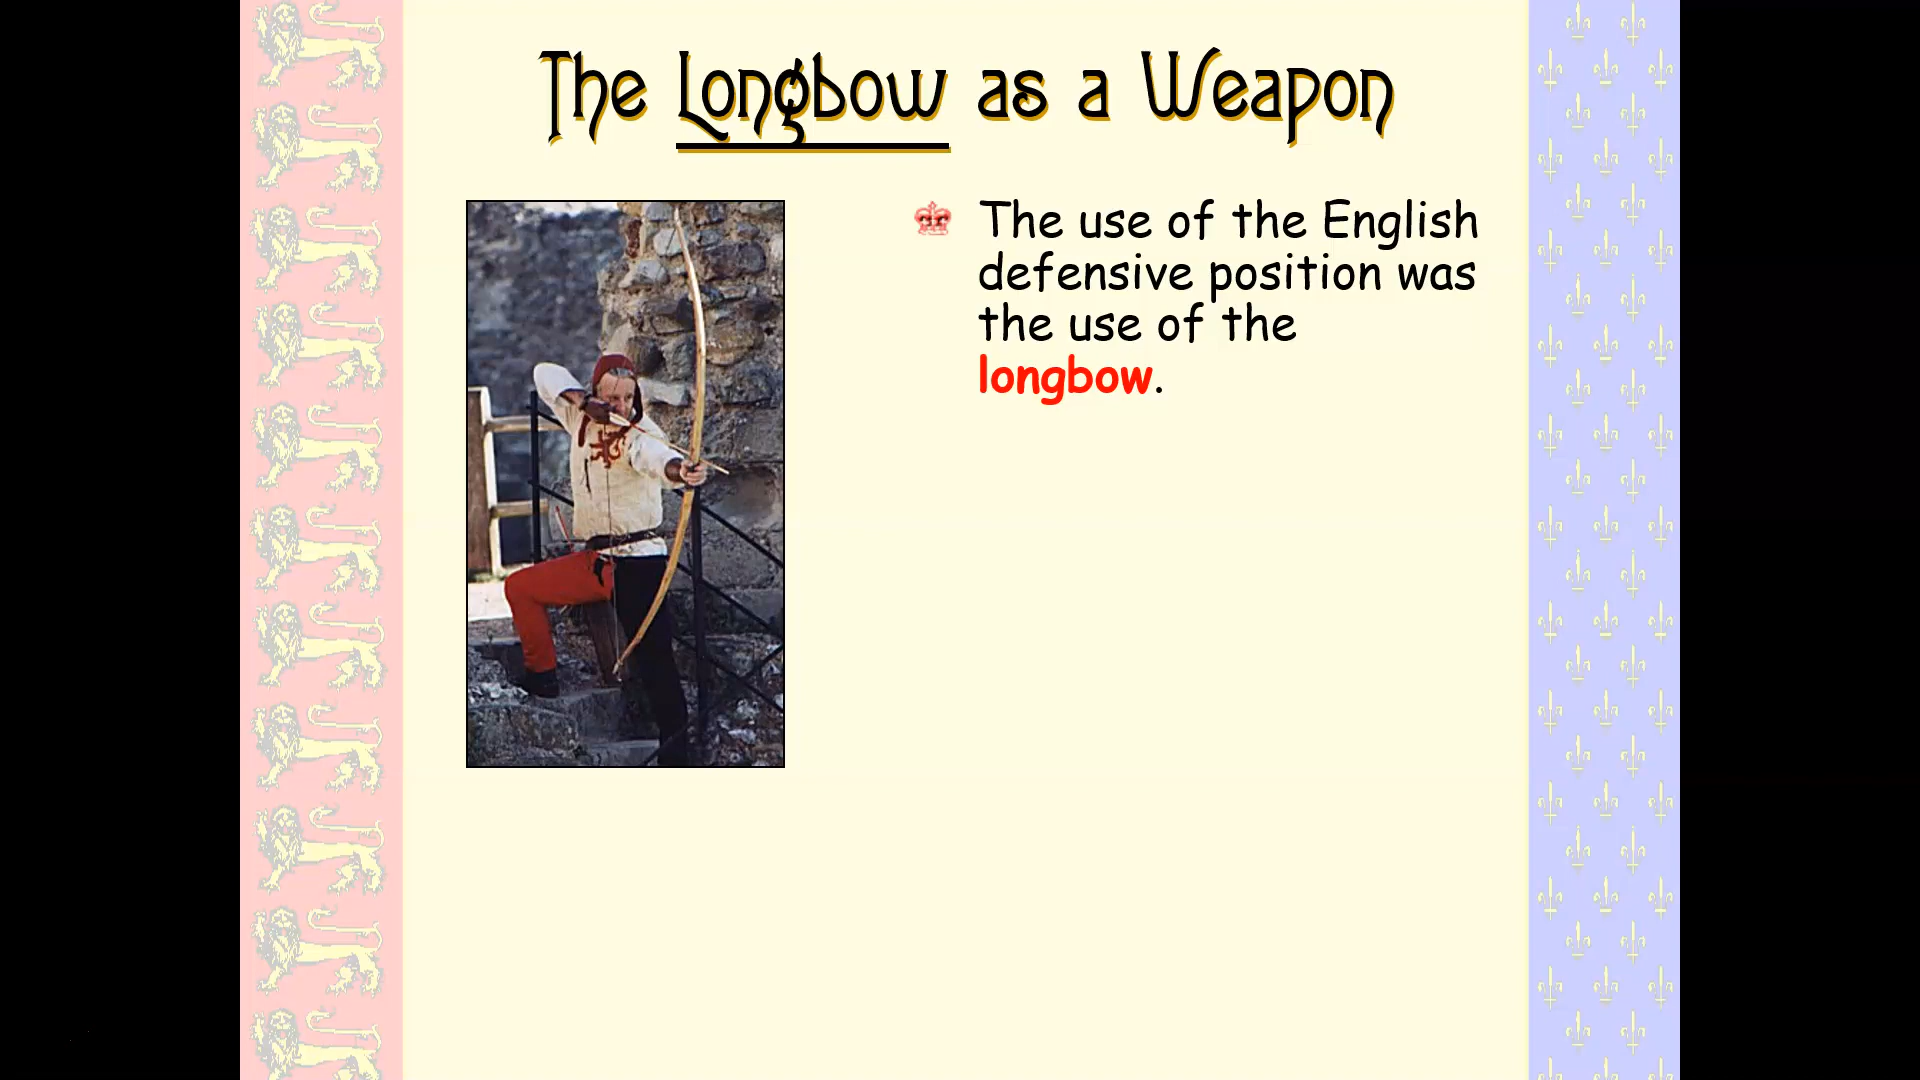 The Longbow as a Weapon
The use of the English
defensive position was
the use of the
longbow.